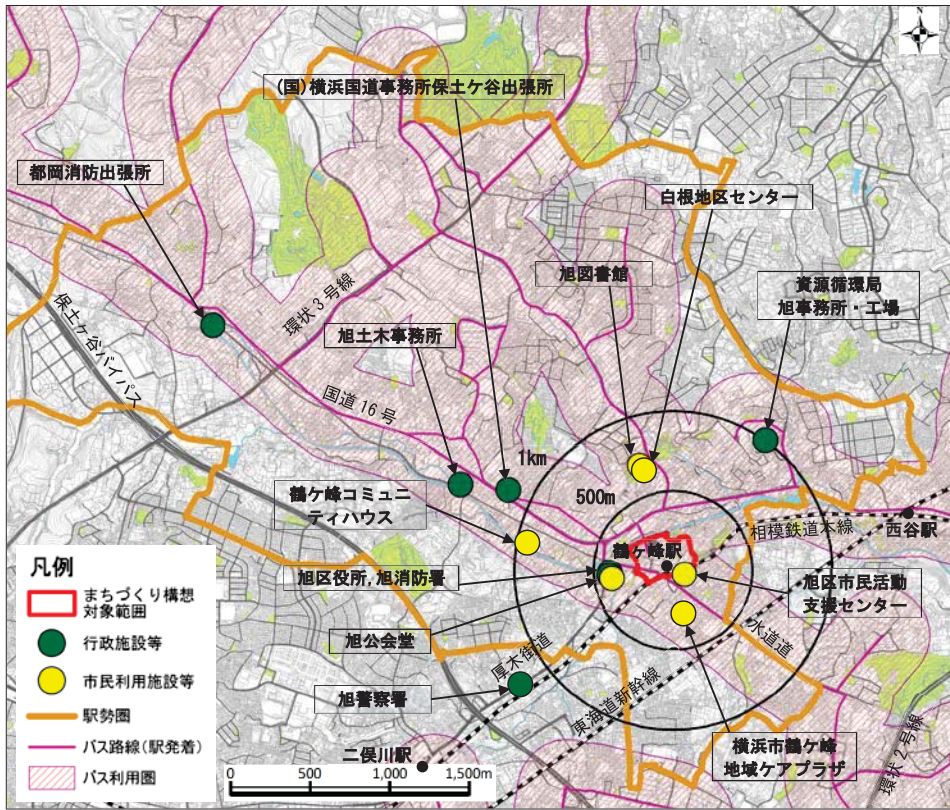 N
(国)横浜国道事務所保土ケ谷出張所
都岡消防出張所
白根地区センター
旭図書館
資源循環局
旭事務所・工場
保土ケ谷バイパス
環状3号線
旭土木事務所
国道16号
1km
500m
鶴ケ峰コミュニ
ティハウス
相模鉄道本線
西谷駅
鶴ヶ峰駅
旭区役所,旭消防署
旭区市民活動
支援センター
旭公会堂
水道道
厚木街道
旭警察署
東海道新幹線
二俣川駅
横浜市鶴ケ峰
地域ケアプラザ
環状2号線
凡例
まちづくり構想
対象範囲
行政施設等
市民利用施設等
駅勢圏
バス路線(駅発着)
バス利用圏
0 500 1,000 1,500m